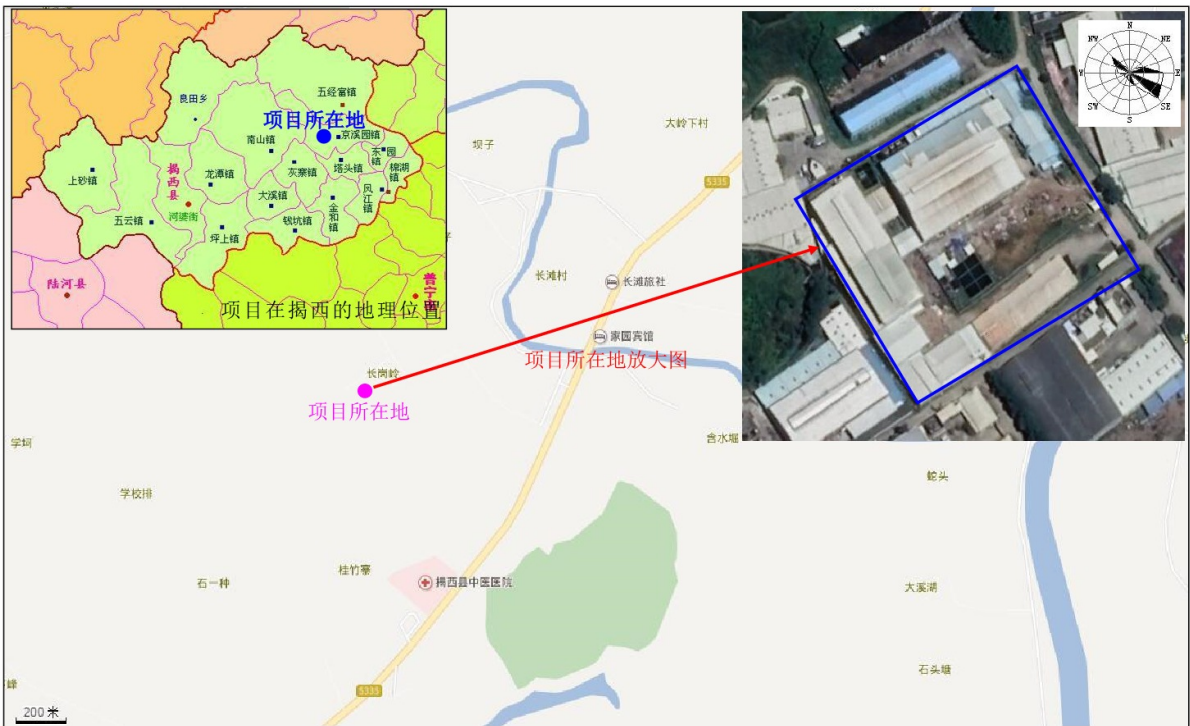 五经富镇
良田乡
项目所在地
京溪园镇
南山镇
东园镇
灰寨镇
塔头镇
棉湖镇
上砂镇
揭西县
龙潭镇
凤江镇
大溪镇
金和镇
河婆街
五云镇
钱坑镇
坪上镇
陆河县
项目在揭西的地理位置
N
NW
NE
W
E
SW
SE
S
大岭下村
坝子
S335
长滩村
长滩旅社
家园宾馆
项目所在地放大图
长岗岭
项目所在地
含水堀
学坷
蛇头
学校排
桂竹寨
石一种
揭西县中医医院
大溪湖
石头塘
S335
200 米